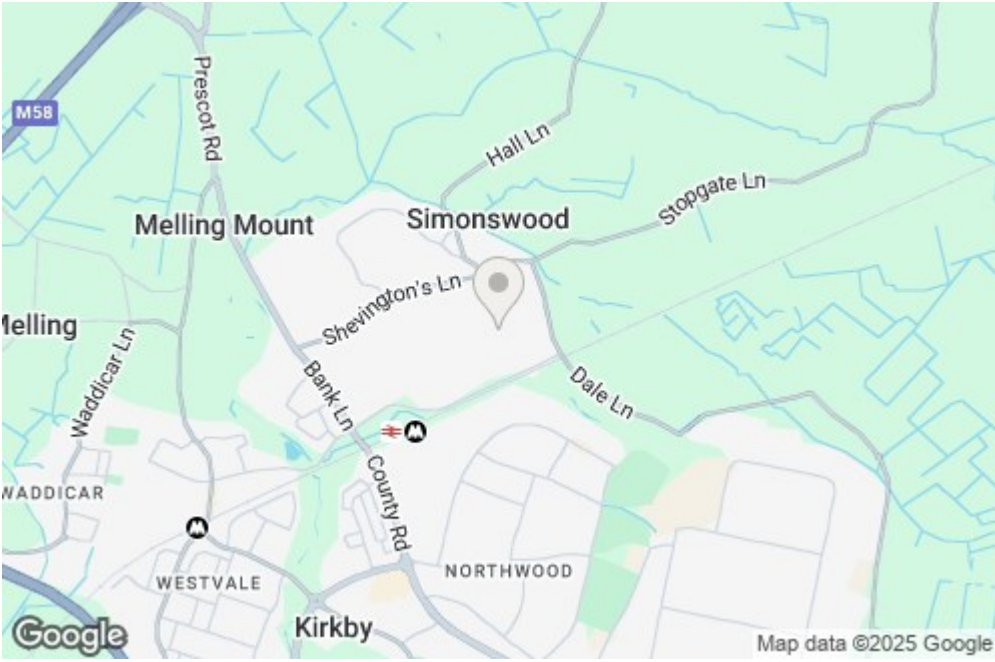 M58
Prescot Rd
Hall Ln
Stopgate Ln
Melling Mount
Simonswood
Shevington's Ln
Melling
Waddicar Ln
Bank Ln
Dale Ln
County Rd
WADDICAR
WESTVALE
NORTHWOOD
Kirkby
Google
Map data ©2025 Google